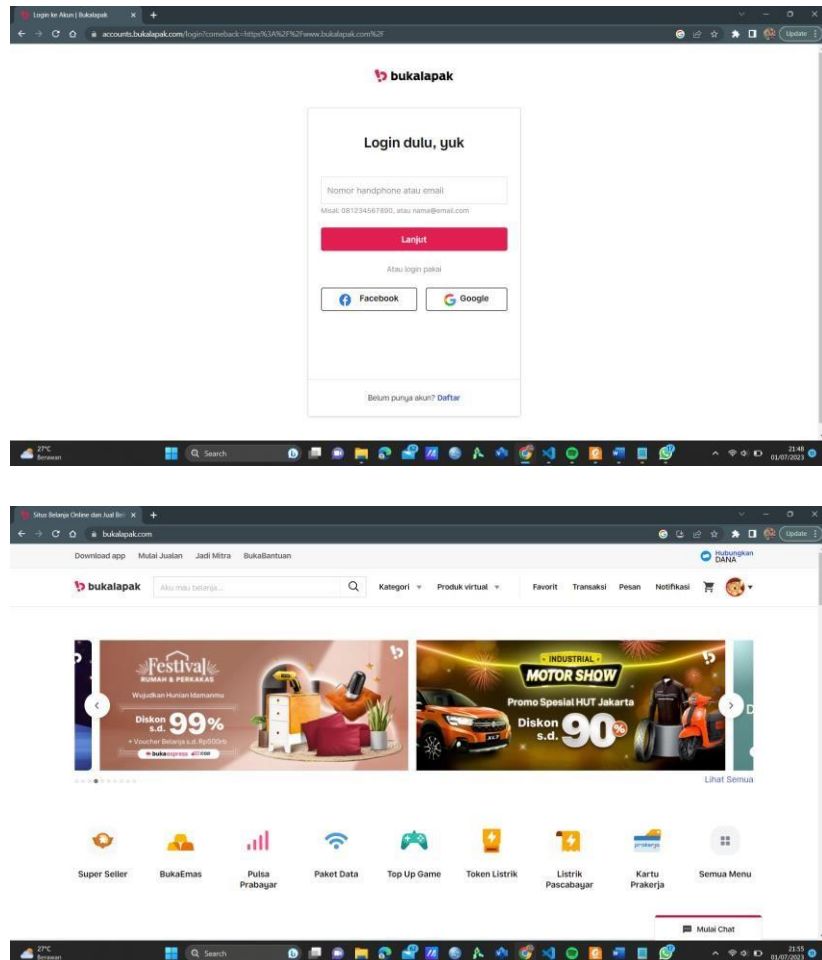 Login ke Akun | Bukalapak
accounts.bukalapak.com/login?comeback=https%3A%2F%2Fwww.bukalapak.com%2F
Update
bukalapak
Login dulu, yuk
Nomor handphone atau email
Misal: 081234567890, atau nama@email.com
Lanjut
Atau login pakai
Facebook
Google
Belum punya akun? Daftar
27°C
Berawan
Search
21:48
01/07/2023
Situs Belanja Online dan Jual Bel
bukalapak.com
Update
Download app Mulai Jualan Jadi Mitra BukaBantuan
Hubungkan
DANA
bukalapak
Aku mau belanja...
Kategori Produk virtual Favorit Transaksi Pesan Notifikasi
Festival
RUMAH & PERKAKAS
Wujudkan Hunian Idamanmu
Diskon
s.d. 99%
+ Voucher Belanja s.d. Rp500rb
bukaexpress
INDUSTRIAL
MOTOR SHOW
Promo Spesial HUT Jakarta
Diskon
s.d. 90%
Lihat Semua
Super Seller
BukaEmas
Pulsa
Prabayar
Paket Data
Top Up Game
Token Listrik
Listrik
Pascabayar
prakerja
Kartu
Prakerja
Semua Menu
Mulai Chat
27°C
Berawan
Search
21:55
01/07/2023